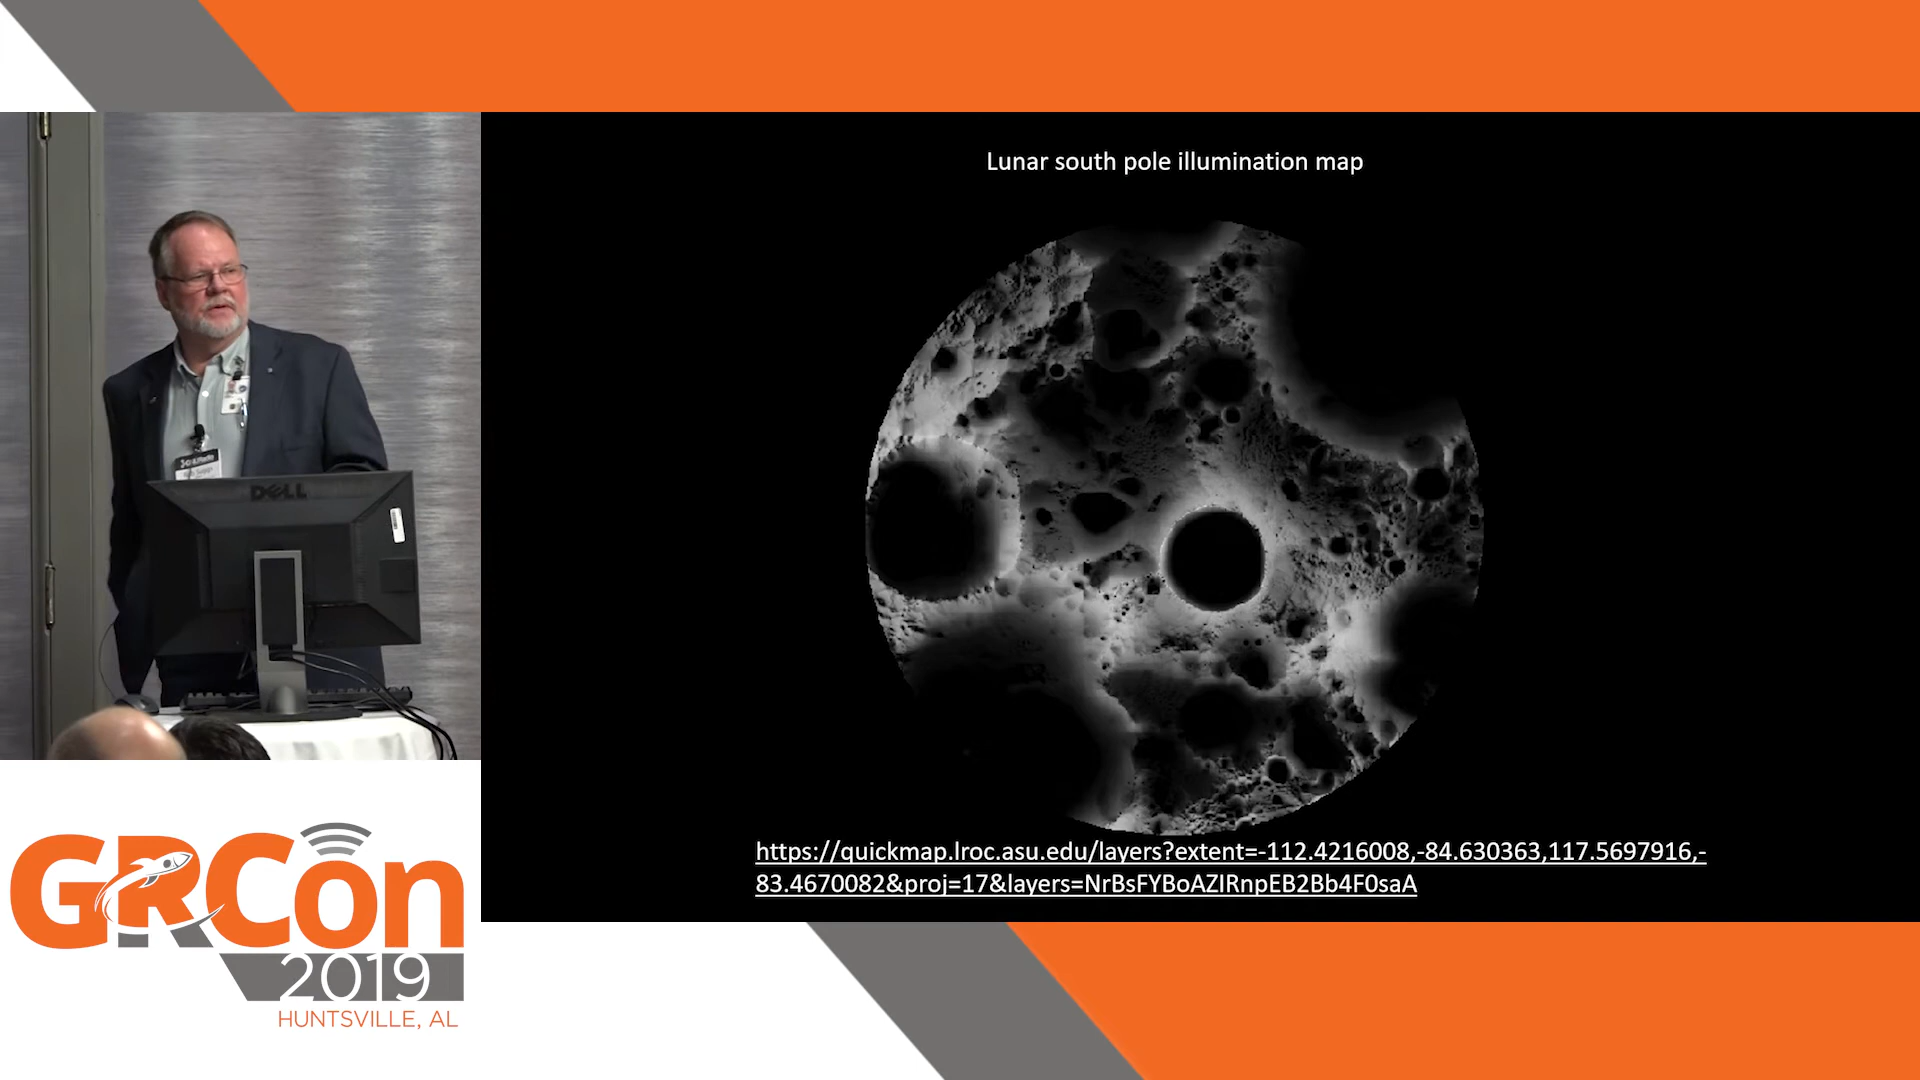 Lunar south pole illumination map
DELL
https://quickmap.lroc.asu.edu/layers?extent=-112.4216008,-84.630363,117.5697916,-
83.4670082&proj=17&layers=NrBsFYBoAZIRnpEB2Bb4F0saA
GRCon
2019
HUNTSVILLE, AL